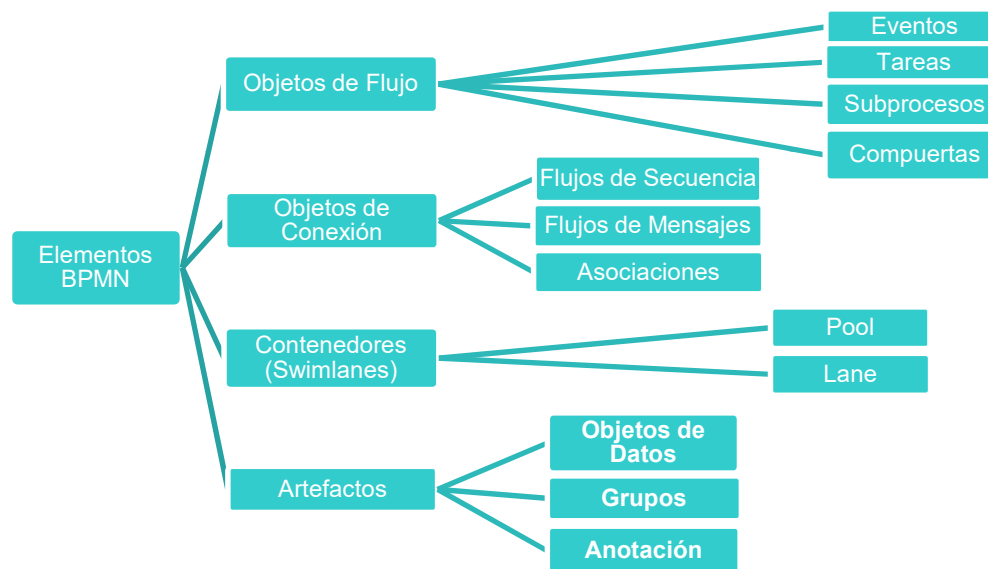 Elementos
BPMN
Objetos de Flujo
Eventos
Tareas
Subprocesos
Compuertas
Objetos de
Conexión
Flujos de Secuencia
Flujos de Mensajes
Asociaciones
Contenedores
(Swimlanes)
Pool
Lane
Artefactos
Objetos de
Datos
Grupos
Anotación